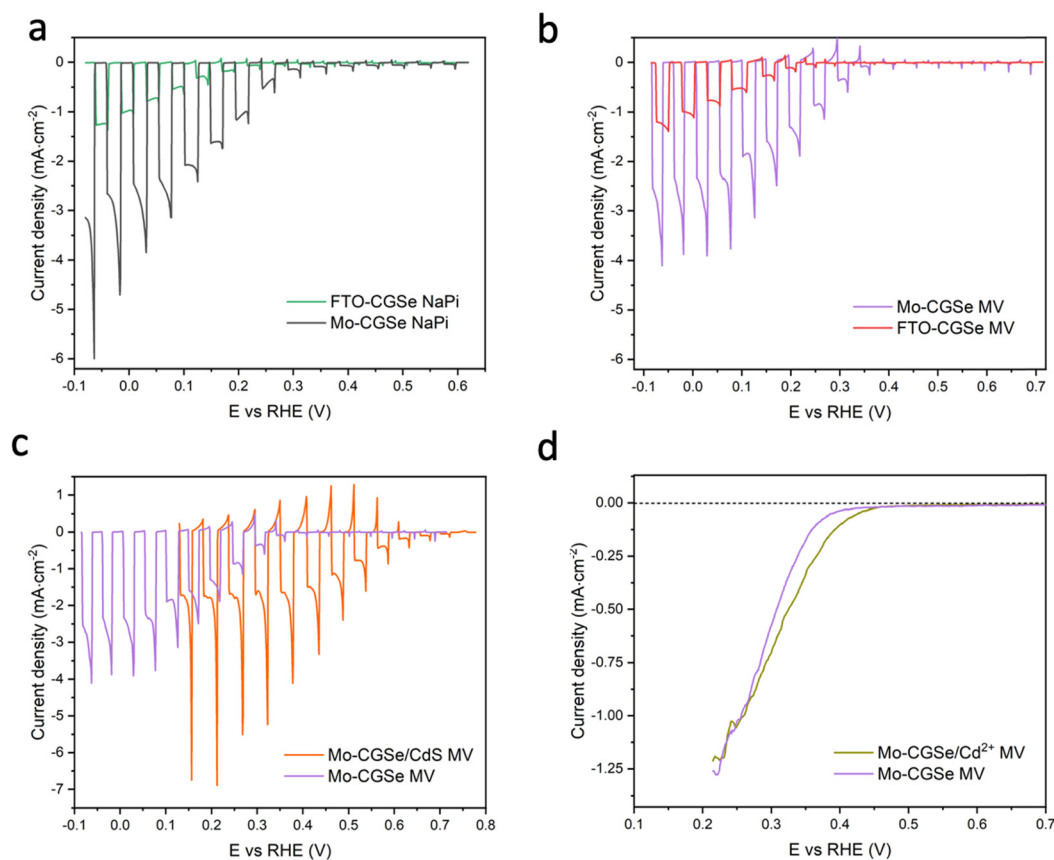 a
0
-1
-2
-3
-4
-5
-6
Current density (mA·cm⁻²)
FTO-CGSe NaPi
Mo-CGSe NaPi
-0.1 0.0 0.1 0.2 0.3 0.4 0.5 0.6
E vs RHE (V)
b
0
-1
-2
-3
-4
-5
-6
Current density (mA·cm⁻²)
Mo-CGSe MV
FTO-CGSe MV
-0.1 0.0 0.1 0.2 0.3 0.4 0.5 0.6 0.7
E vs RHE (V)
c
1
0
-1
-2
-3
-4
-5
-6
-7
Current density (mA·cm⁻²)
Mo-CGSe/CdS MV
Mo-CGSe MV
-0.1 0.0 0.1 0.2 0.3 0.4 0.5 0.6 0.7 0.8
E vs RHE (V)
d
0.00
-0.25
-0.50
-0.75
-1.00
-1.25
Current density (mA·cm⁻²)
Mo-CGSe/Cd²⁺ MV
Mo-CGSe MV
0.1 0.2 0.3 0.4 0.5 0.6 0.7
E vs RHE (V)